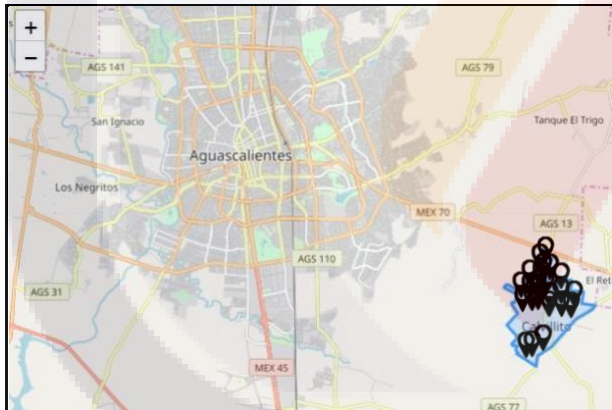 +
−
AGS 141
AGS 79
San Ignacio
Tanque El Trigo
Aguascalientes
Los Negritos
MEX 70
AGS 13
AGS 110
El Ret
AGS 31
MEX 45
AGS 77